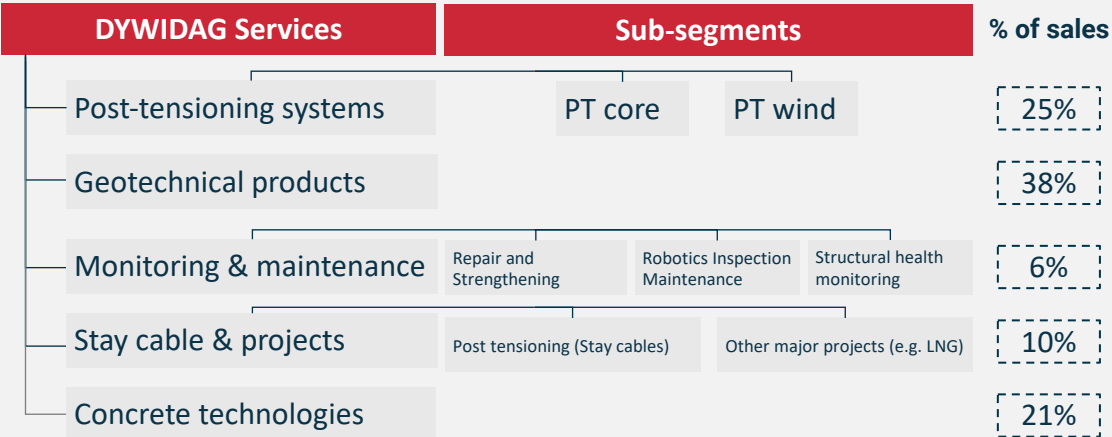 DYWIDAG Services
Sub-segments
% of sales
Post-tensioning systems
PT core
PT wind
25%
Geotechnical products
38%
Monitoring & maintenance
Repair and
Strengthening
Robotics Inspection
Maintenance
Structural health
monitoring
6%
Stay cable & projects
Post tensioning (Stay cables)
Other major projects (e.g. LNG)
10%
Concrete technologies
21%